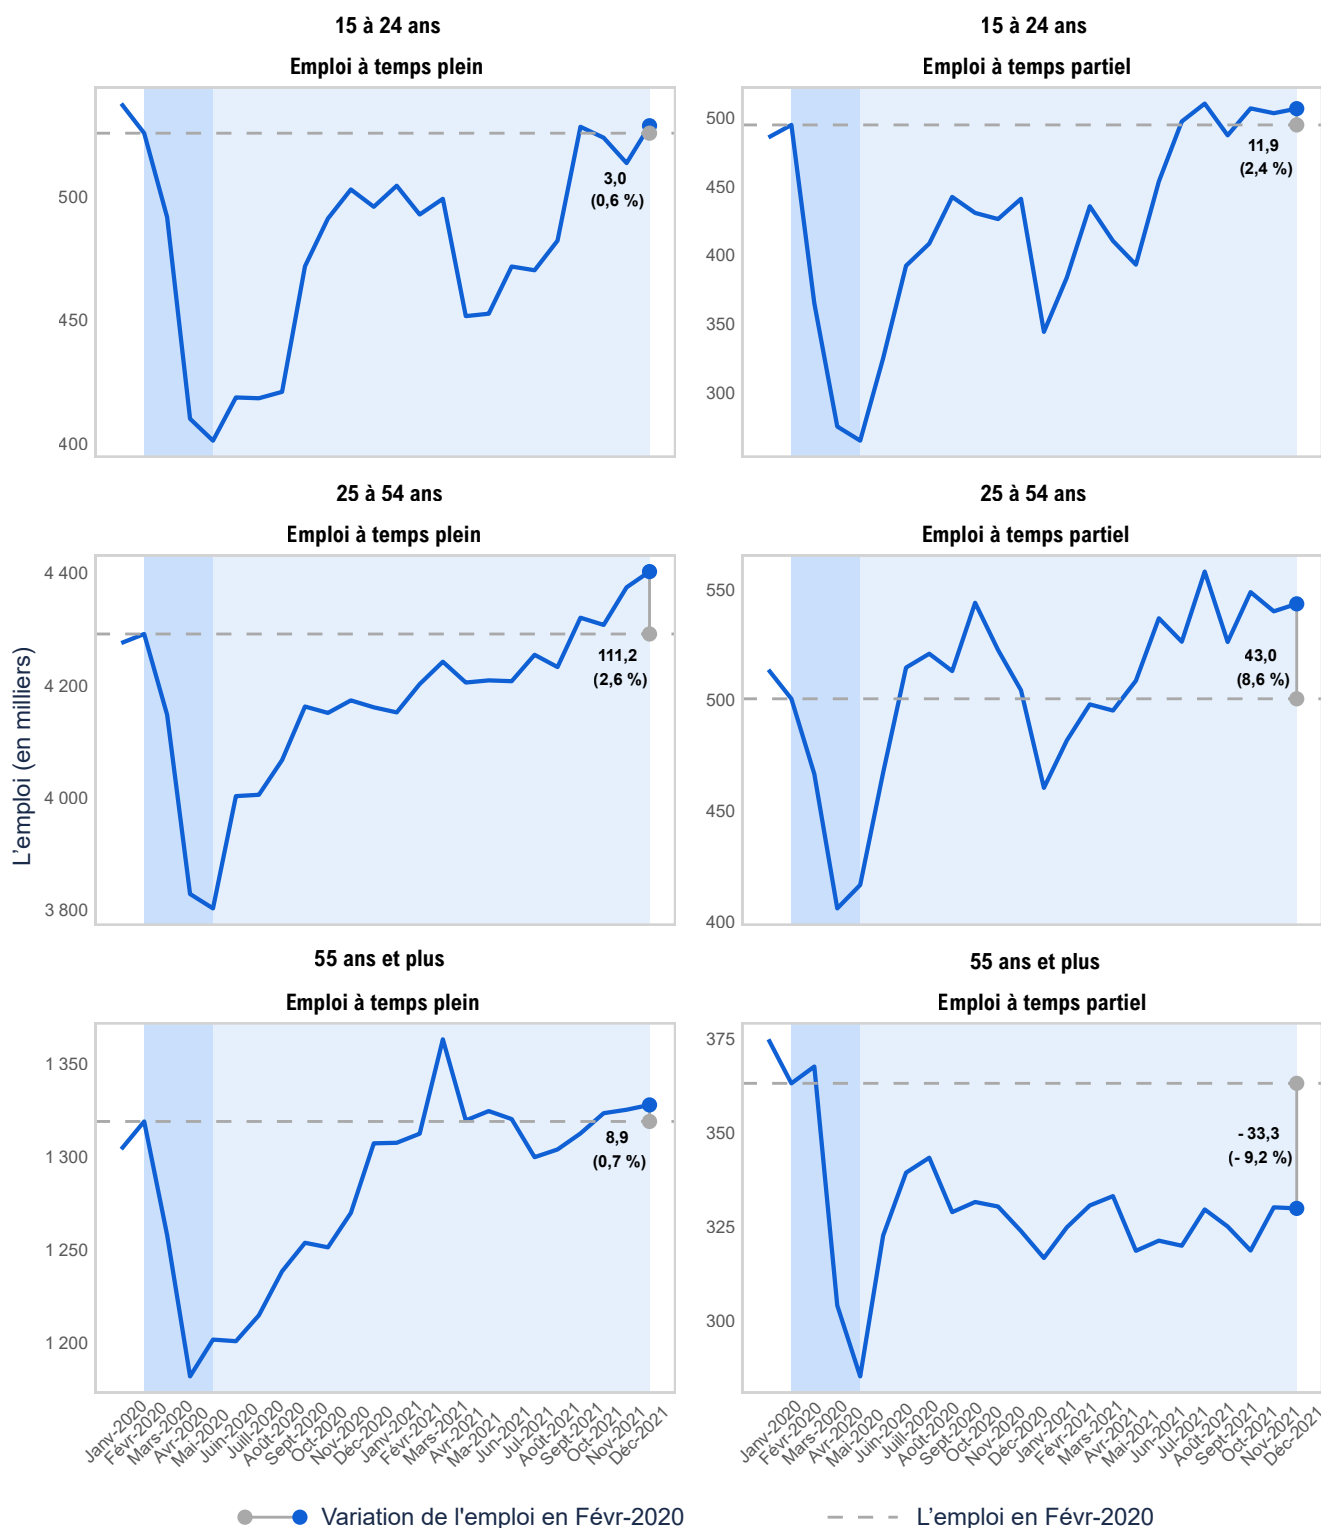 15 à 24 ans
Emploi à temps plein
500
450
400
3,0
(0,6 %)
15 à 24 ans
Emploi à temps partiel
500
450
400
350
300
11,9
(2,4 %)
L'emploi (en milliers)
25 à 54 ans
Emploi à temps plein
4 400
4 200
4 000
3 800
111,2
(2,6 %)
25 à 54 ans
Emploi à temps partiel
550
500
450
400
43,0
(8,6 %)
55 ans et plus
Emploi à temps plein
1 350
1 300
1 250
1 200
8,9
(0,7 %)
Janv-2020
Févr-2020
Mars-2020
Avr-2020
Mai-2020
Juin-2020
Juill-2020
Août-2020
Sept-2020
Oct-2020
Nov-2020
Déc-2020
Janv-2021
Févr-2021
Mars-2021
Avr-2021
Ma-2021
Jun-2021
Jul-2021
Août-2021
Sept-2021
Oct-2021
Nov-2021
Déc-2021
55 ans et plus
Emploi à temps partiel
375
350
325
300
- 33,3
(- 9,2 %)
Janv-2020
Févr-2020
Mars-2020
Avr-2020
Mai-2020
Juin-2020
Juill-2020
Août-2020
Sept-2020
Oct-2020
Nov-2020
Déc-2020
Janv-2021
Févr-2021
Mars-2021
Avr-2021
Mai-2021
Jun-2021
Jul-2021
Août-2021
Sept-2021
Oct-2021
Nov-2021
Déc-2021
Variation de l'emploi en Févr-2020
L'emploi en Févr-2020